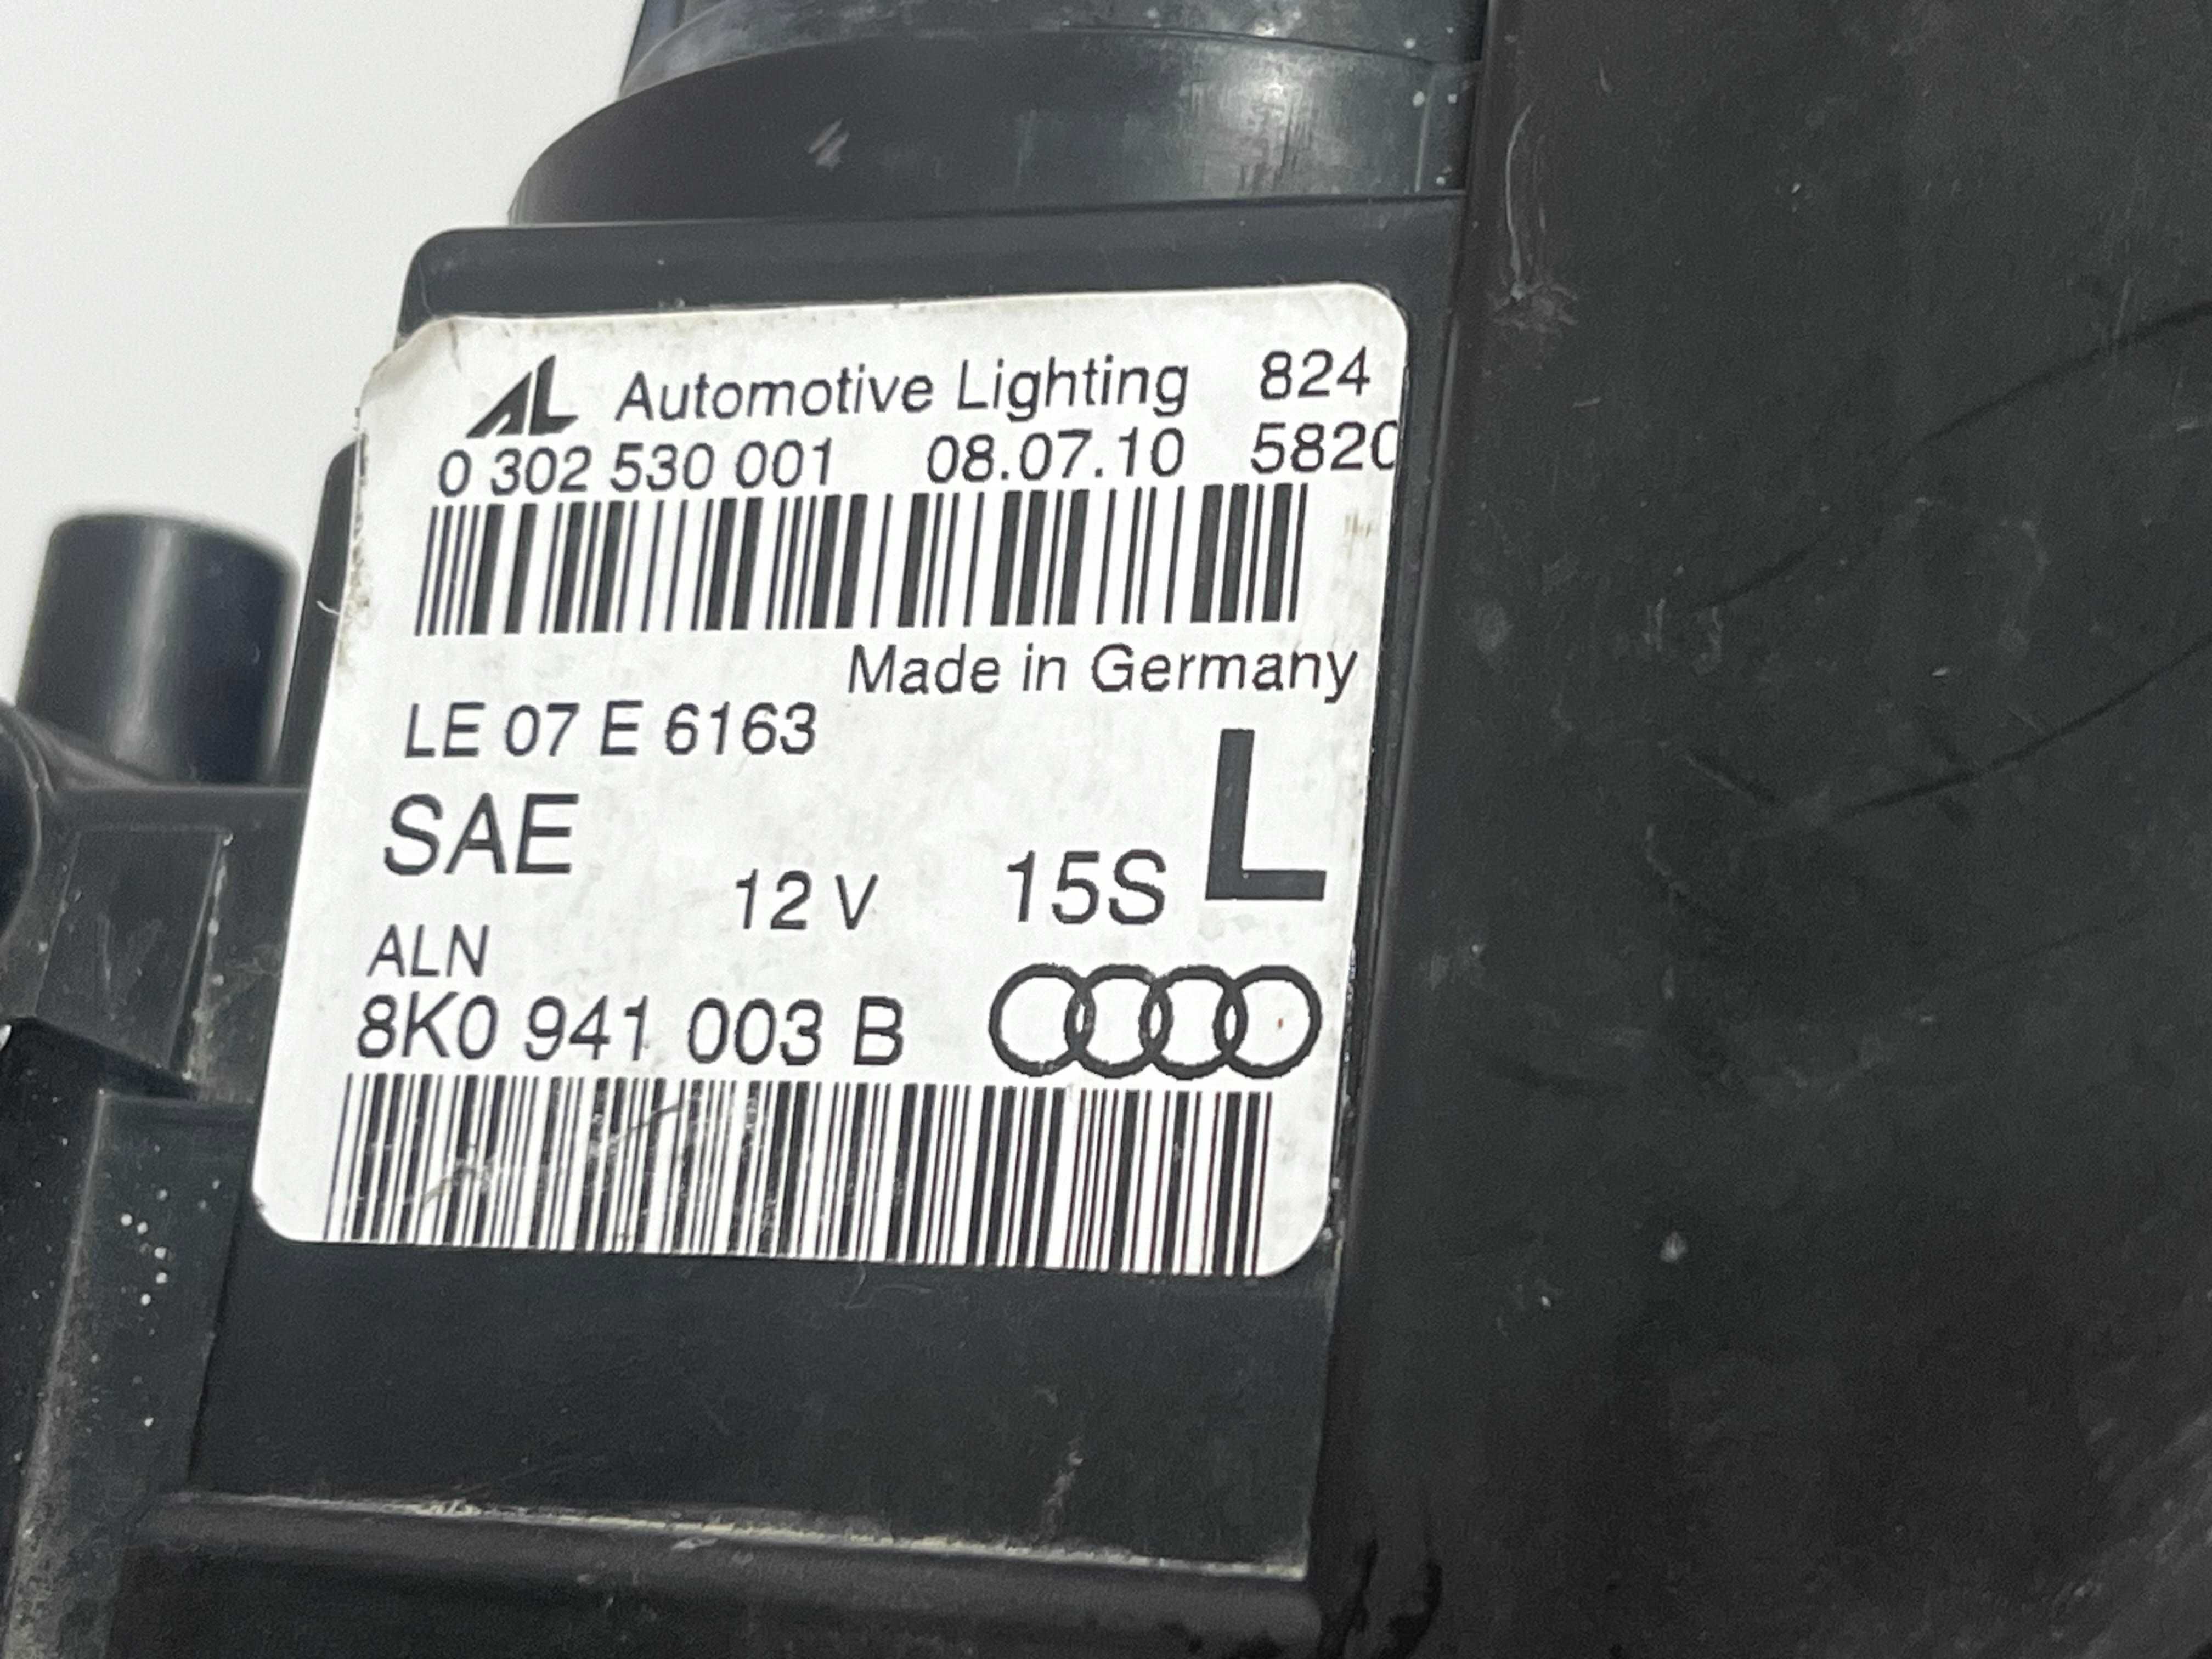 AL Automotive Lighting 824
0 302 530 001 08.07.10 5820
Made in Germany
LE 07 E 6163
SAE
12 V 15S L
ALN
8K0 941 003 B